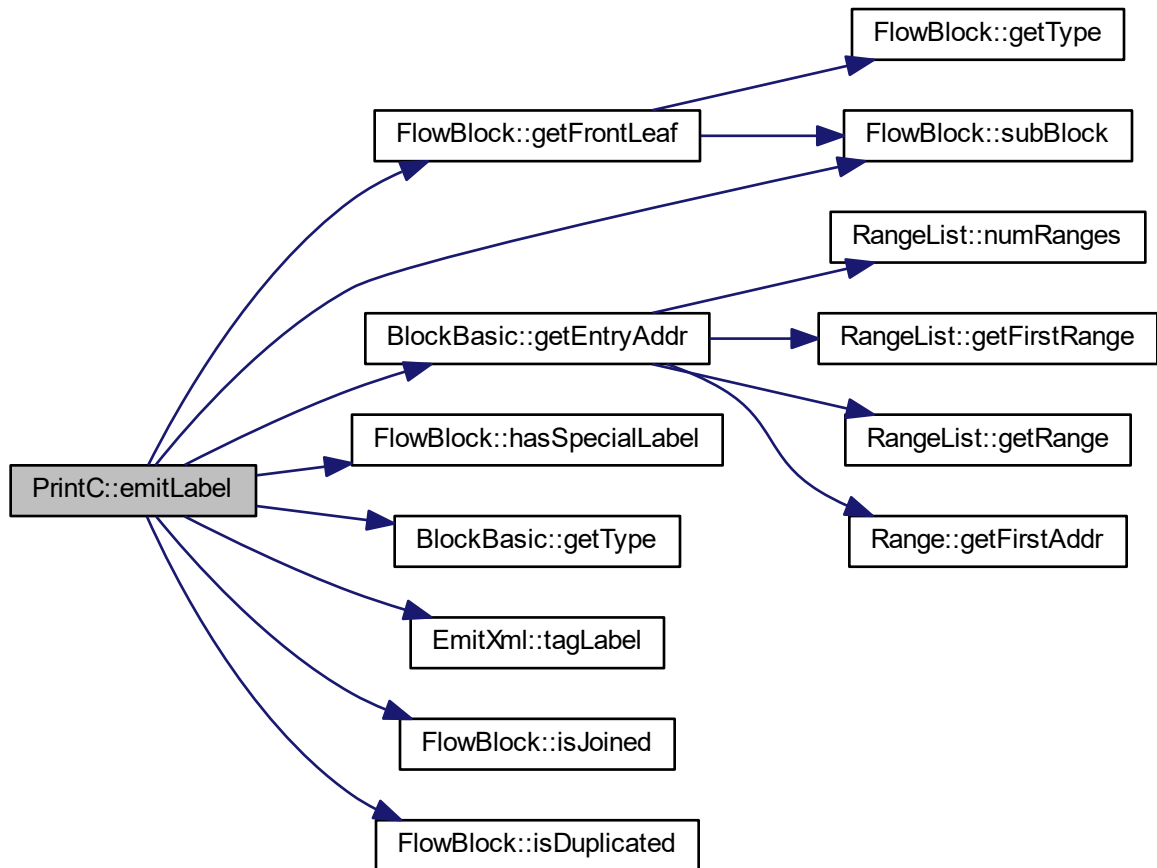 FlowBlock::getType
FlowBlock::getFrontLeaf
FlowBlock::subBlock
RangeList::numRanges
BlockBasic::getEntryAddr
RangeList::getFirstRange
RangeList::getRange
FlowBlock::hasSpecialLabel
PrintC::emitLabel
BlockBasic::getType
Range::getFirstAddr
EmitXml::tagLabel
FlowBlock::isJoined
FlowBlock::isDuplicated